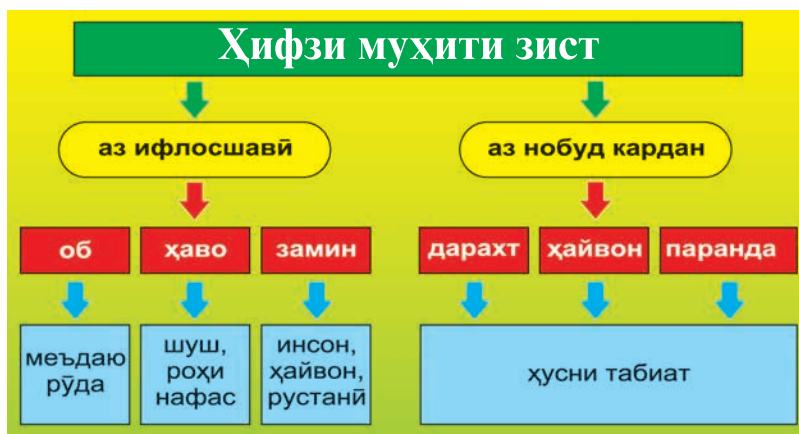 Ҳифзи муҳити зист
аз ифлосшавӣ
аз нобуд кардан
об
ҳаво
замин
дарахт
ҳайвон
паранда
меъдаю
рӯда
шуш,
роҳи
нафас
инсон,
ҳайвон,
рустанӣ
ҳусни табиат